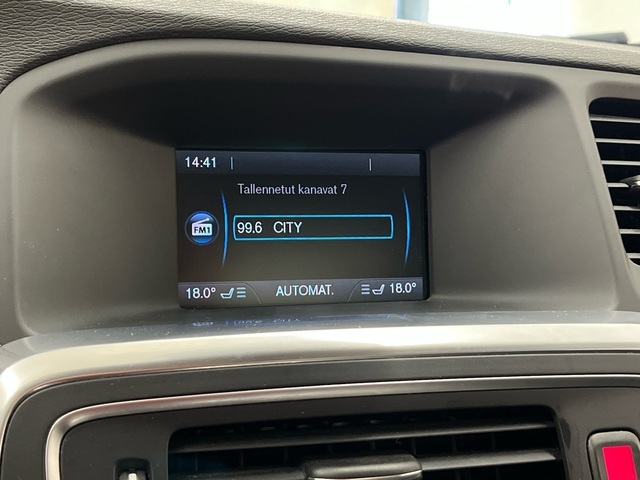 14:41
Tallennetut kanavat 7
FM1
99.6 CITY
18.0° AUTOMAT. 18.0°